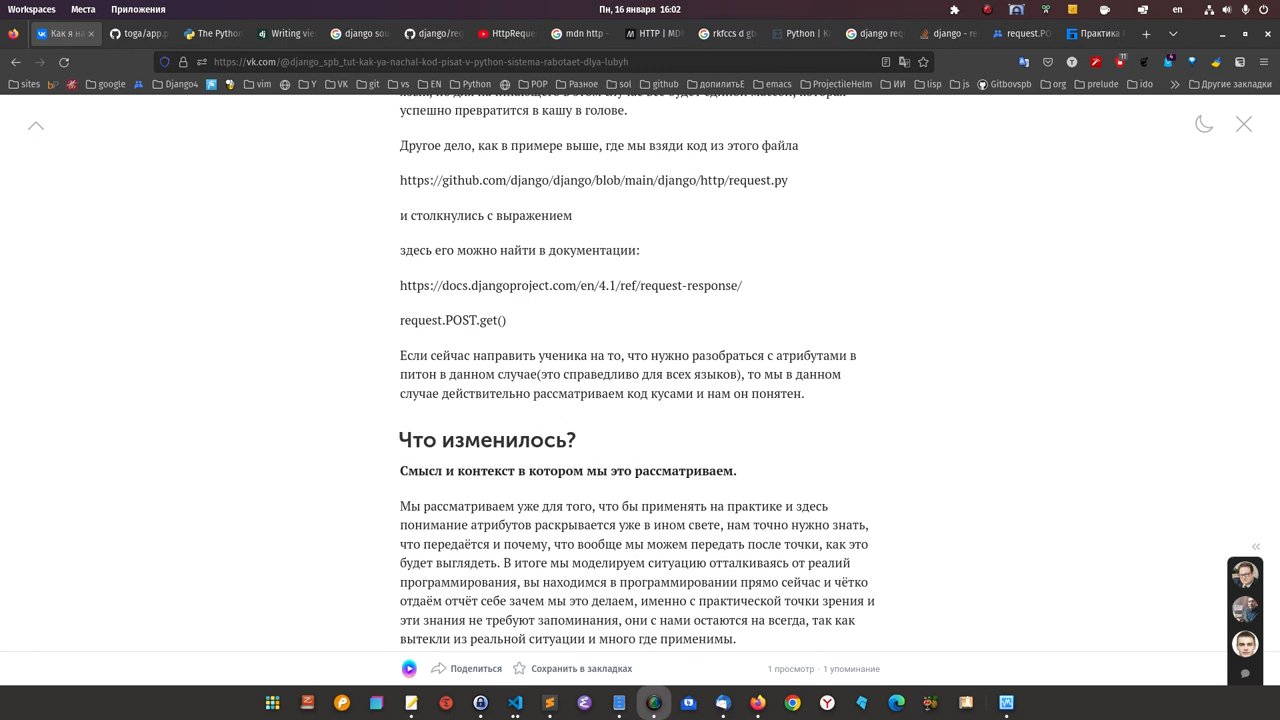 Workspaces Места Приложения Пн, 16 января 16:02 en
Как я на toga/app.p The Python Writing vie django sou django/req HttpReque mdn http - HTTP | MDN rkfccs d gb Python | Кл django req django - re request.PO Практика
https://vk.com/@django_spb_tut-kak-ya-nachal-kod-pisat-v-python-sistema-rabotaet-dlya-lubyh 11 4
sites bь YP VK git vs EN Python POP Разное sol github допилитьЕ emacs ProjectileHelm ИИ lisp js Gitbovspb org prelude it Другие закладки
успешно превратится в кашу в голове.
Другое дело, как в примере выше, где мы взяди код из этого файла
https://github.com/django/django/blob/main/django/http/request.py
и столкнулись с выражением
здесь его можно найти в документации:
https://docs.djangoproject.com/en/4.1/ref/request-response/
request.POST.get()
Если сейчас направить ученика на то, что нужно разобраться с атрибутами в
питон в данном случае(это справедливо для всех языков), то мы в данном
случае действительно рассматриваем код кусами и нам он понятен.
Что изменилось?
Смысл и контекст в котором мы это рассматриваем.
Мы рассматриваем уже для того, что бы применять на практике и здесь
понимание атрибутов раскрывается уже в ином свете, нам точно нужно знать,
что передаётся и почему, что вообще мы можем передать после точки, как это
будет выглядеть. В итоге мы моделируем ситуацию отталкиваясь от реалий
программирования, вы находимся в программировании прямо сейчас и чётко
отдаём отчёт себе зачем мы это делаем, именно с практической точки зрения и
эти знания не требуют запоминания, они с нами остаются на всегда, так как
вытекли из реальной ситуации и много где применимы.
Поделиться Сохранить в закладках 1 просмотр · 1 упоминание